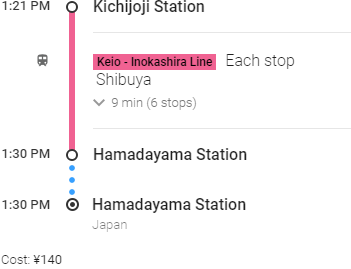 1:21 PM Kichijoji Station
Keio - Inokashira Line Each stop
Shibuya
9 min (6 stops)
1:30 PM Hamadayama Station
1:30 PM Hamadayama Station
Japan
Cost: ¥140